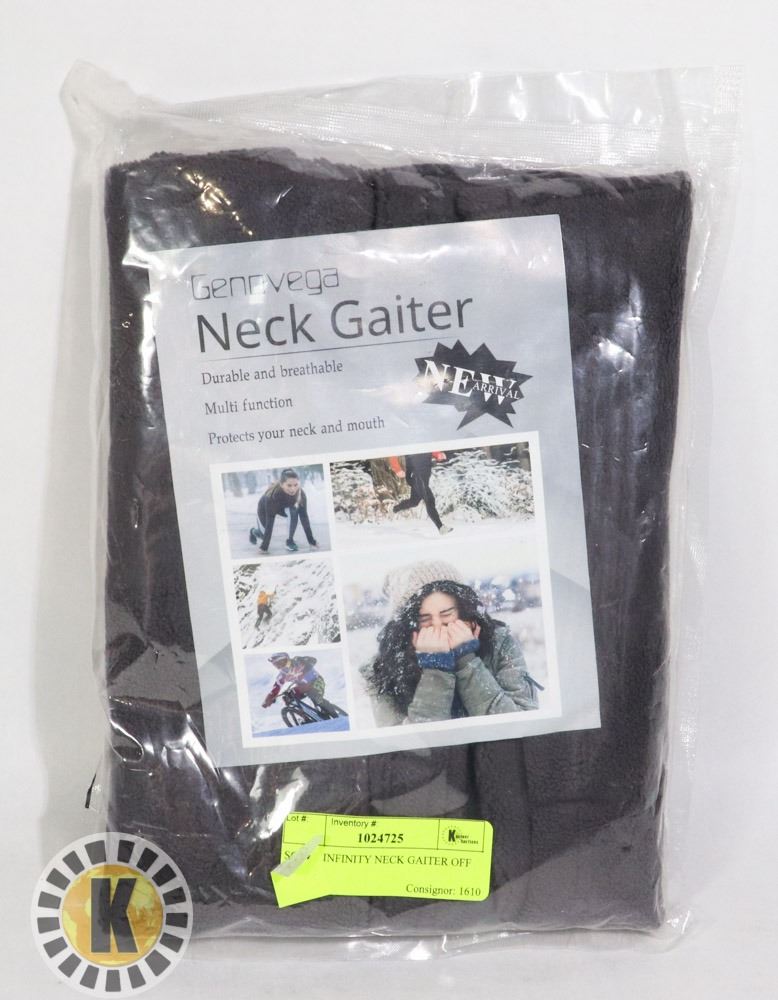 Gennvega
Neck Gaiter
Durable and breathable
NEW
ARRIVAL
Multi function
Protects your neck and mouth
Lot #:
Inventory #
1024725
INFINITY NECK GAITER OFF
Consignor: 1610
K